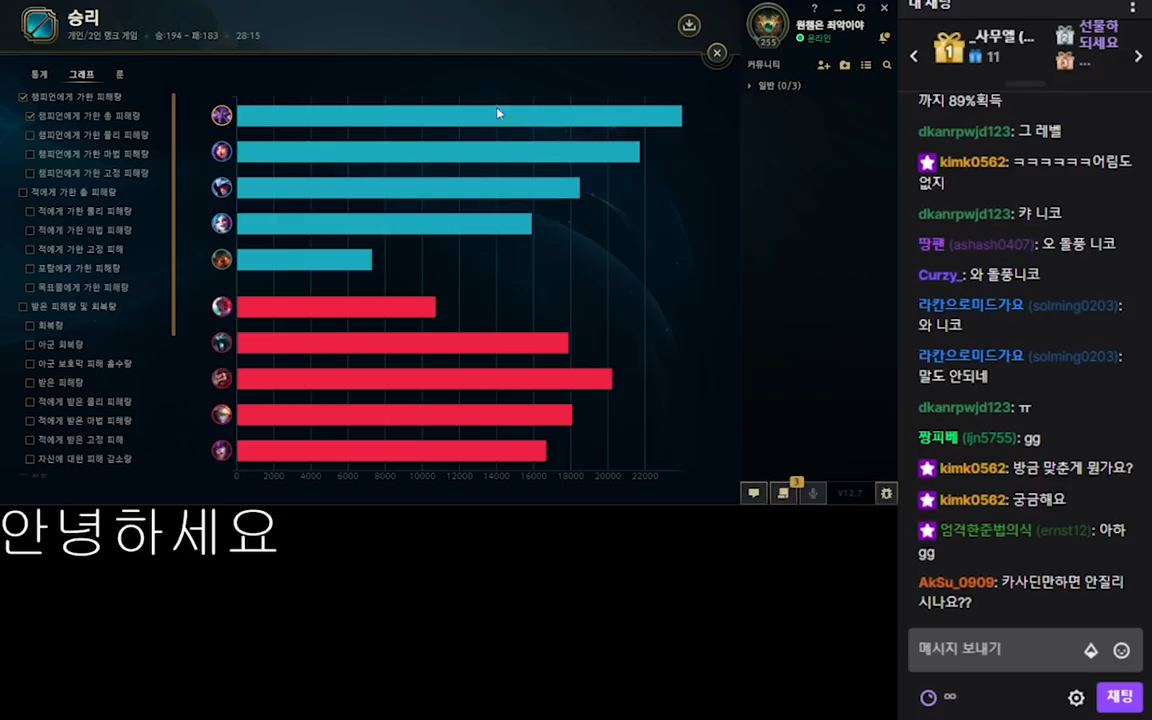 승리
개인/2인 랭크 게임 • 승:194 - 패:183 • 28:15
통계 그래프 룬
챔피언에게 가한 피해량
챔피언에게 가한 총 피해량
챔피언에게 가한 물리 피해량
챔피언에게 가한 마법 피해량
챔피언에게 가한 고정 피해량
적에게 가한 총 피해량
적에게 가한 물리 피해량
적에게 가한 마법 피해량
적에게 가한 고정 피해
포탑에게 가한 피해량
목표물에게 가한 피해량
받은 피해량 및 회복량
회복량
아군 회복량
아군 보호막 피해 흡수량
받은 피해량
적에게 받은 물리 피해량
적에게 받은 마법 피해량
적에게 받은 고정 피해
자신에 대한 피해 감소량
0 2000 4000 6000 8000 10000 12000 14000 16000 18000 20000 22000
원챔은 최악이야
255
온라인
커뮤니티
일반 (0/3)
3
V12.7
안녕하세요
내 채팅
1 _사무엘 (...
11
2 선물하
되세요
3 ...
까지 89%획득
dkanrpwjd123: 그 레벨
kimk0562: ㅋㅋㅋㅋㅋㅋ어림도
없지
dkanrpwjd123: 캬 니코
땅팬 (ashash0407): 오 돌풍 니코
Curzy_: 와 돌풍니코
라칸으로미드가요 (solming0203):
와 니코
라칸으로미드가요 (solming0203):
말도 안되네
dkanrpwjd123: ㅠ
짱피베 (ljn5755): gg
kimk0562: 방금 맞춘게 뭔가요?
kimk0562: 궁금해요
엄격한준법의식 (ernst12): 아하
gg
AkSu_0909: 카사딘만하면 안질리
시나요??
메시지 보내기
채팅